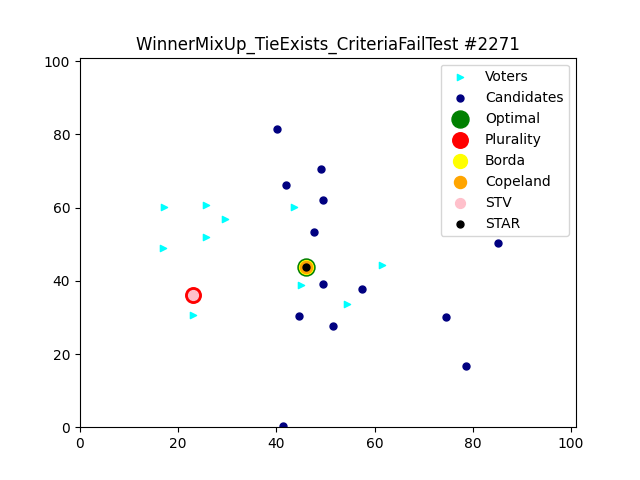 WinnerMixUp_TieExists_CriteriaFailTest #2271
100
80
60
40
20
0
0
20
40
60
80
100
Voters
Candidates
Optimal
Plurality
Borda
Copeland
STV
STAR